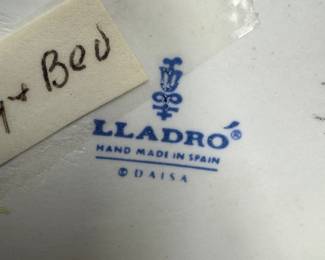 + Bed
LLADRÓ®
HAND MADE IN SPAIN
© DAISA